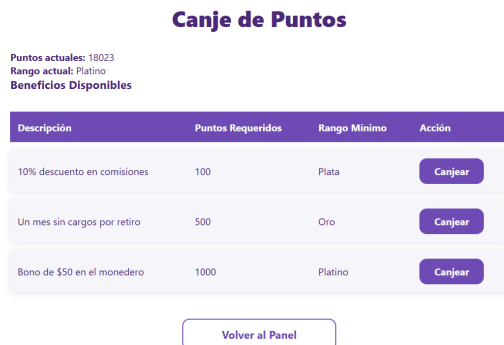 Canje de Puntos
Puntos actuales: 18023
Rango actual: Platino
Beneficios Disponibles
Descripción Puntos Requeridos Rango Mínimo Acción
10% descuento en comisiones 100 Plata Canjear
Un mes sin cargos por retiro 500 Oro Canjear
Bono de $50 en el monedero 1000 Platino Canjear
Volver al Panel